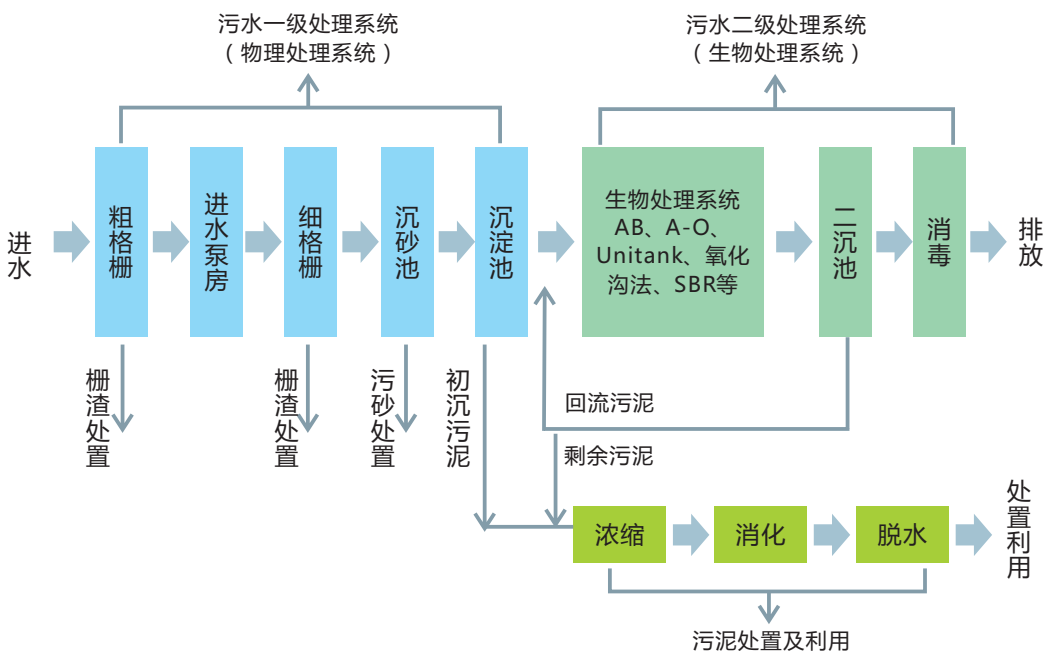 污水一级处理系统
（物理处理系统）
污水二级处理系统
（生物处理系统）
进水
粗格栅
进水泵房
细格栅
沉砂池
沉淀池
生物处理系统
AB、A-O、
Unitank、氧化
沟法、SBR等
二沉池
消毒
排放
栅渣处置
栅渣处置
污砂处置
初沉污泥
回流污泥
剩余污泥
浓缩
消化
脱水
处置利用
污泥处置及利用